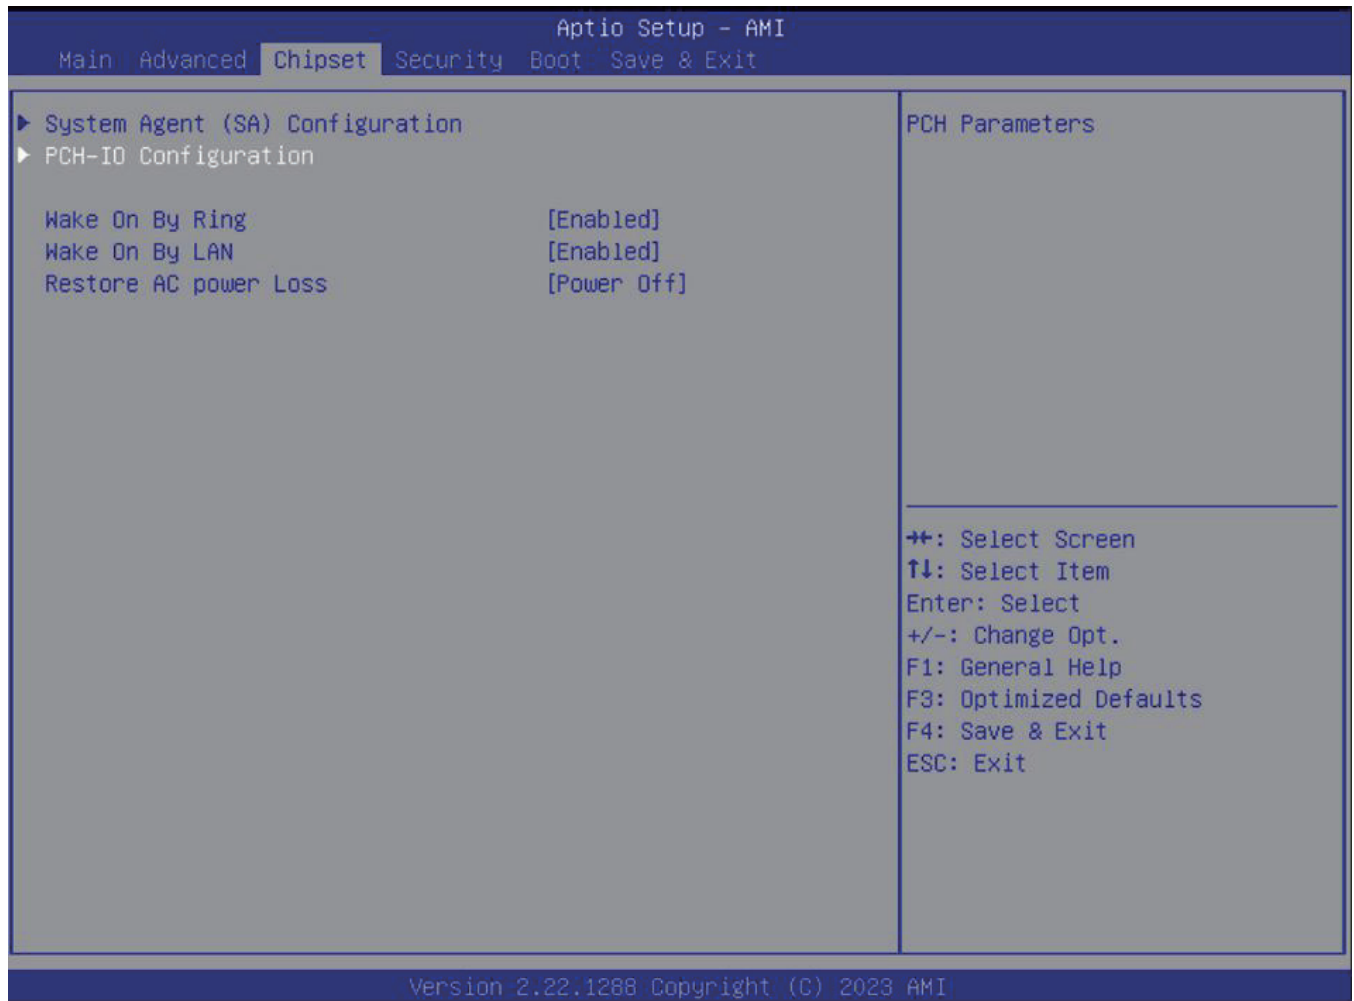 Aptio Setup – AMI
Main Advanced Chipset Security Boot Save & Exit
▶ System Agent (SA) Configuration
▶ PCH-IO Configuration
Wake On By Ring [Enabled]
Wake On By LAN [Enabled]
Restore AC power Loss [Power Off]
PCH Parameters
→←: Select Screen
↑↓: Select Item
Enter: Select
+/-: Change Opt.
F1: General Help
F3: Optimized Defaults
F4: Save & Exit
ESC: Exit
Version 2.22.1288 Copyright (C) 2023 AMI